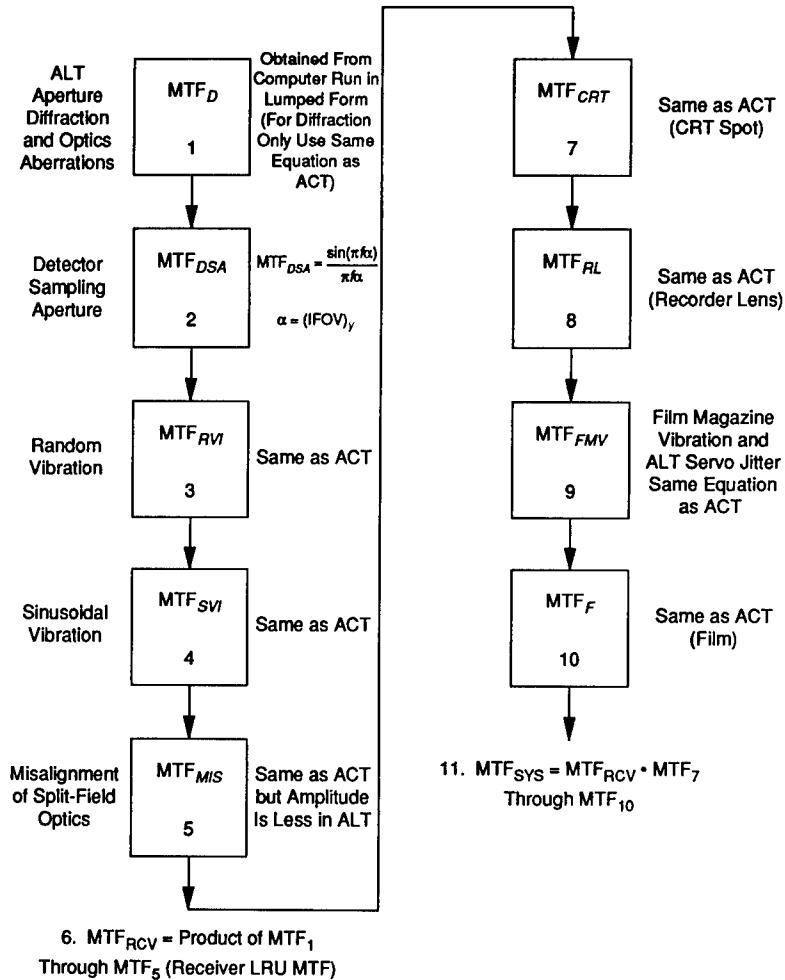 ALT
Aperture
Diffraction
and Optics
Aberrations
MTF_D
1
Obtained From
Computer Run in
Lumped Form
(For Diffraction
Only Use Same
Equation as
ACT)
Detector
Sampling
Aperture
MTF_DSA
2
MTF_DSA = sin(πfα) / πfα
α = (IFOV)_y
Random
Vibration
MTF_RVI
3
Same as ACT
Sinusoidal
Vibration
MTF_SVI
4
Same as ACT
Misalignment
of Split-Field
Optics
MTF_MIS
5
Same as ACT
but Amplitude
Is Less in ALT
6. MTF_RCV = Product of MTF_1
Through MTF_5 (Receiver LRU MTF)
MTF_CRT
7
Same as ACT
(CRT Spot)
MTF_RL
8
Same as ACT
(Recorder Lens)
MTF_FMV
9
Film Magazine
Vibration and
ALT Servo Jitter
Same Equation
as ACT
MTF_F
10
Same as ACT
(Film)
11. MTF_SYS = MTF_RCV • MTF_7
Through MTF_10